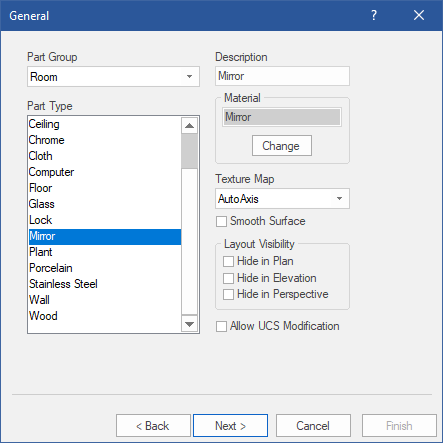 General
?
Part Group
Room
Part Type
Ceiling
Chrome
Cloth
Computer
Floor
Glass
Lock
Mirror
Plant
Porcelain
Stainless Steel
Wall
Wood
Description
Mirror
Material
Mirror
Change
Texture Map
AutoAxis
Smooth Surface
Layout Visibility
Hide in Plan
Hide in Elevation
Hide in Perspective
Allow UCS Modification
< Back
Next >
Cancel
Finish